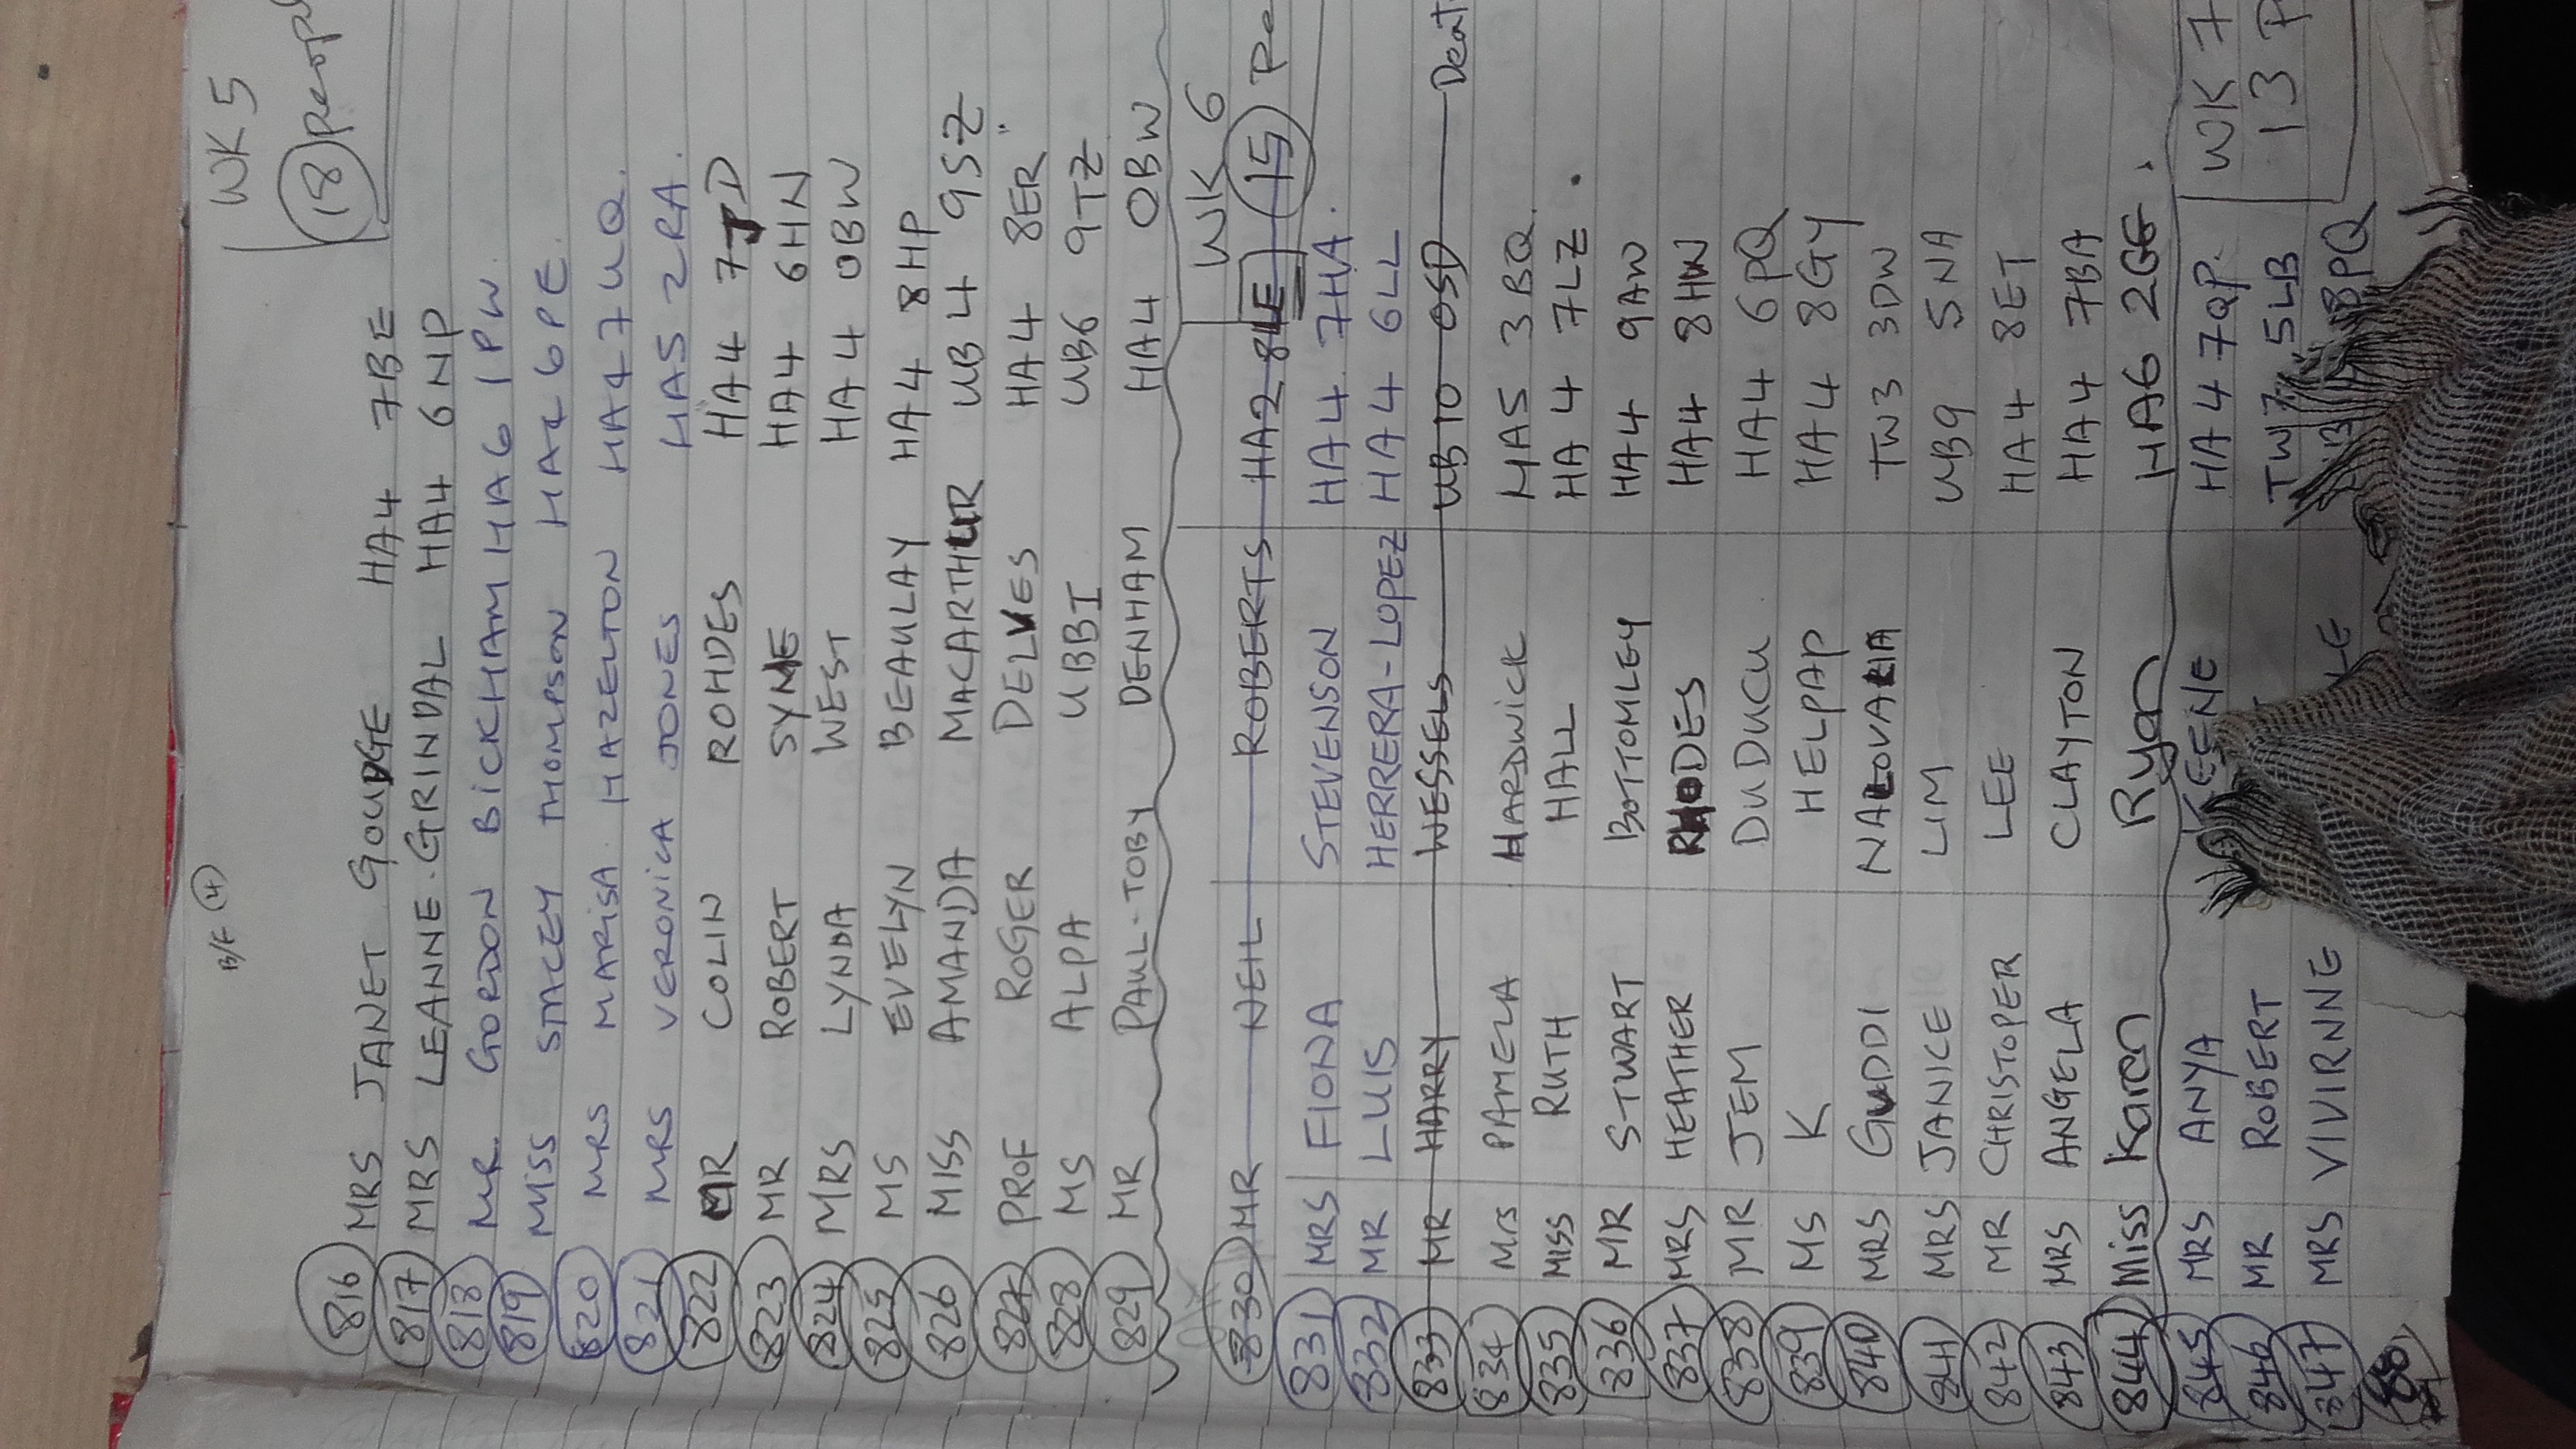 B/F 4
WK 5
18 peopl
816 MRS JANET GOUDGE HA4 7BE
817 MRS LEANNE GRINDAL HA4 6NP
818 MR. GORDON BICKHAM HA6 1PW
819 MISS STACEY THOMPSON HA4 6PE.
820 MRS MARISA HAZELTON HA4 7UQ.
821 MRS VERONICA JONES HA5 2RA.
822 MR COLIN ROHDES HA4 7JD
823 MR ROBERT SYME HA4 6HN
824 MRS LYNDA WEST HA4 0BW
825 MS EVELYN BEAULAY HA4 8HP
826 MISS AMANDA MACARTHUR UB4 9SZ
827 PROF ROGER DELVES HA4 8ER
828 MS ALPA UBBI UB6 9TZ
829 MR PAUL-TOBY DENHAM HA4 0BW
WK 6
830 MR NEIL ROBERTS HA2 8LE 15 Pe
831 MRS FIONA STEVENSON HA4 7HA.
832 MR LUIS HERRERA-LOPEZ HA4 6LL
833 MR HARRY WESSELS UB10 0SD Deat
834 Mrs PAMELA HARDWICK HA5 3BQ.
835 MISS RUTH HALL HA4 7LZ.
836 MR STWART BOTTOMLEY HA4 9AW
837 MRS HEATHER RHODES HA4 8HW
838 MR JEM DUDUCU HA4 6PQ
839 MS K HELPAP HA4 8GY
840 MRS GUDDI TW3 3DW
841 MRS JANICE LIM UB9 5NA
842 MR CHRISTOPER LEE HA4 8ET
843 MRS ANGELA CLAYTON HA4 7BA
844 Miss Karen Ryan HA6 2GG.
845 MRS ANYA KEENE HA4 7QP. WK 7
846 MR ROBERT TW7 5LB 13 P
847 MRS VIVIRNNE LE 8PQ